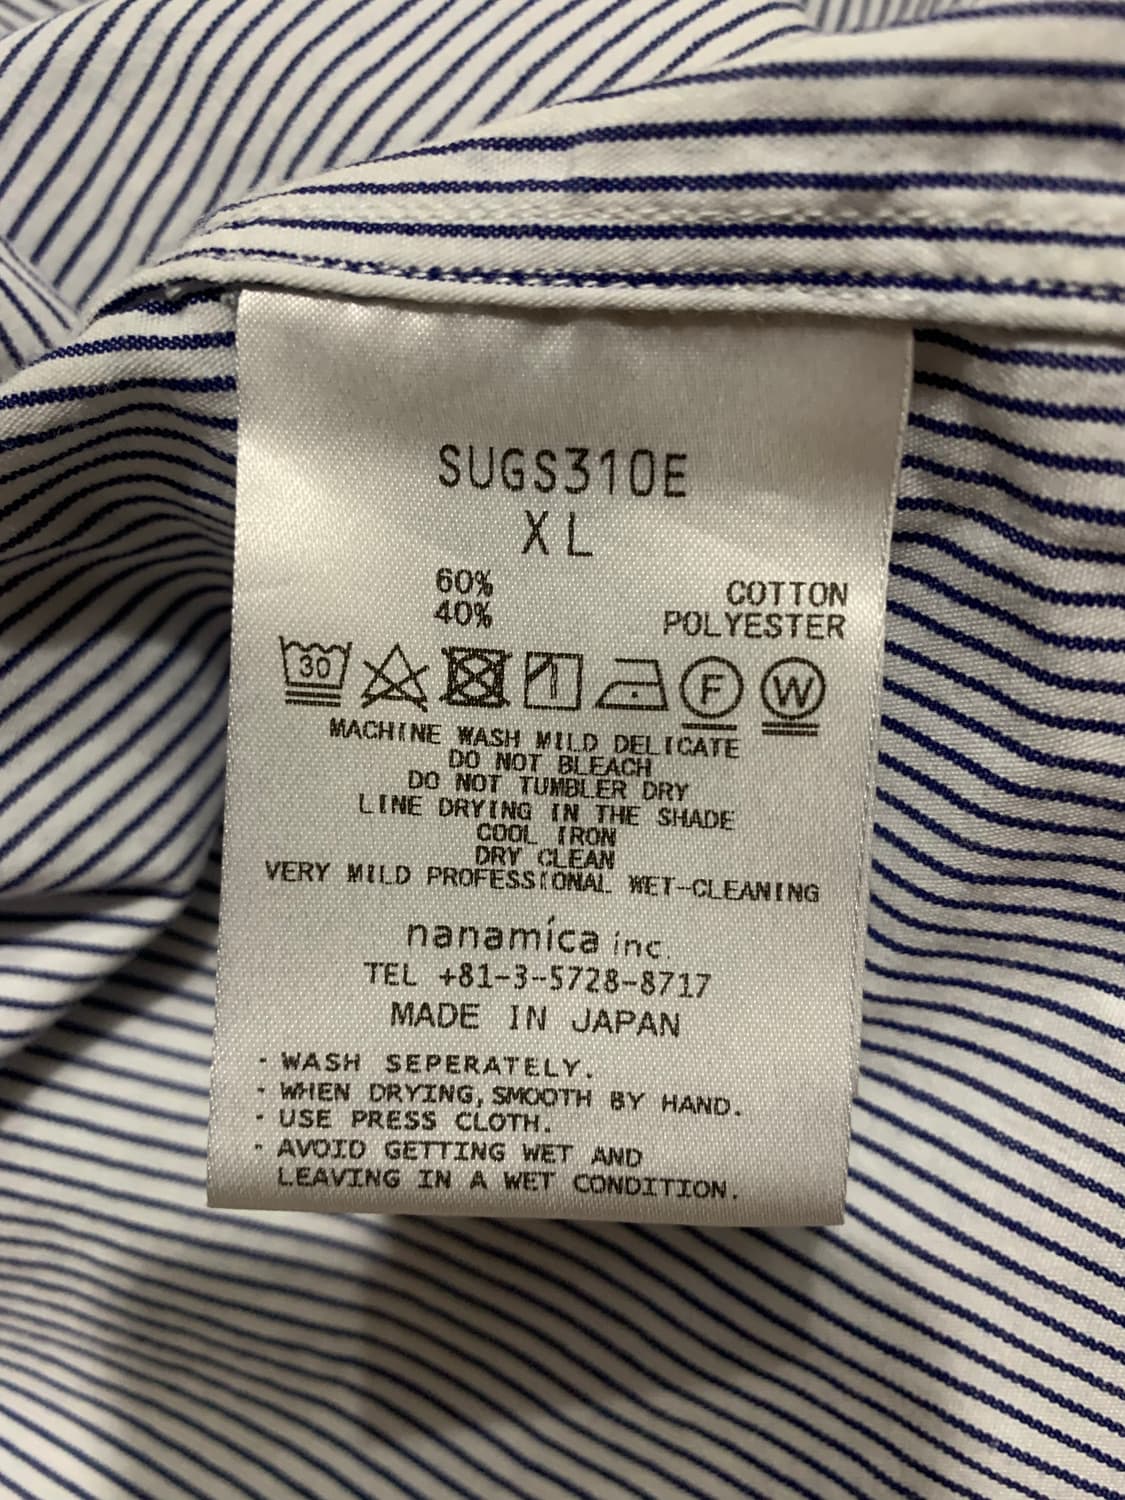 SUGS310E
XL
60% COTTON
40% POLYESTER
30 F W
MACHINE WASH MILD DELICATE
DO NOT BLEACH
DO NOT TUMBLER DRY
LINE DRYING IN THE SHADE
COOL IRON
DRY CLEAN
VERY MILD PROFESSIONAL WET-CLEANING
nanamica inc.
TEL +81-3-5728-8717
MADE IN JAPAN
· WASH SEPERATELY.
· WHEN DRYING, SMOOTH BY HAND.
· USE PRESS CLOTH.
· AVOID GETTING WET AND
LEAVING IN A WET CONDITION.